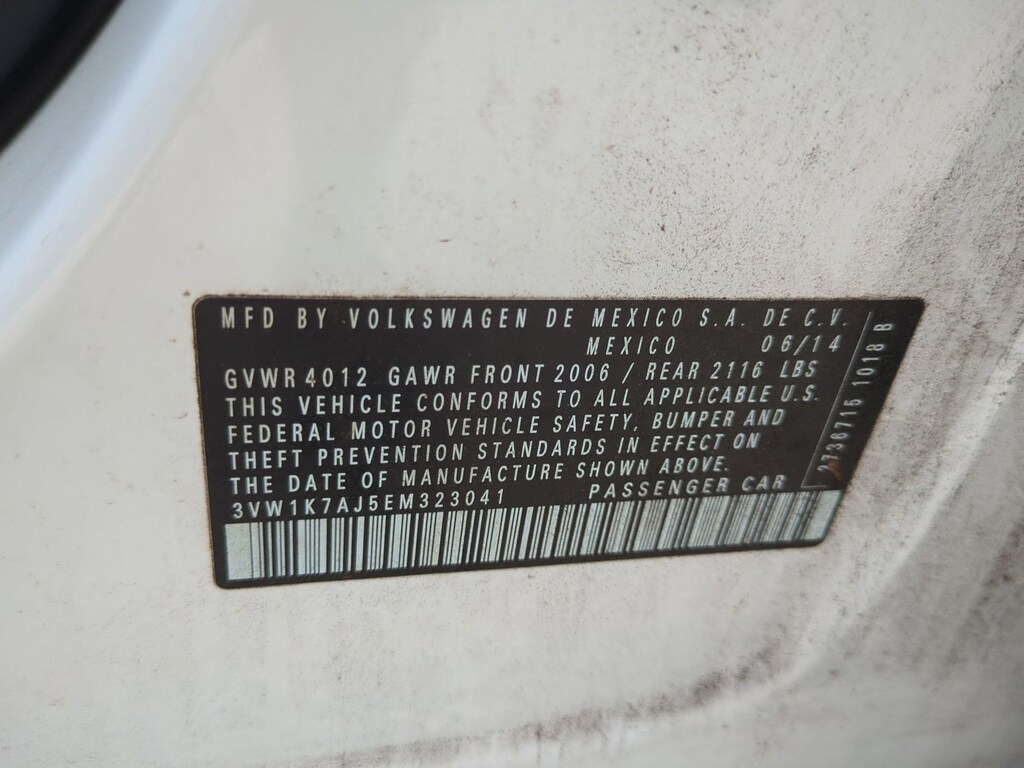 MFD BY VOLKSWAGEN DE MEXICO S.A. DE C.V.
MEXICO 06/14
GVWR 4012 GAWR FRONT 2006 / REAR 2116 LBS
THIS VEHICLE CONFORMS TO ALL APPLICABLE U.S.
FEDERAL MOTOR VEHICLE SAFETY, BUMPER AND
THEFT PREVENTION STANDARDS IN EFFECT ON
THE DATE OF MANUFACTURE SHOWN ABOVE.
3VW1K7AJ5EM323041 PASSENGER CAR
2736716 1018 B